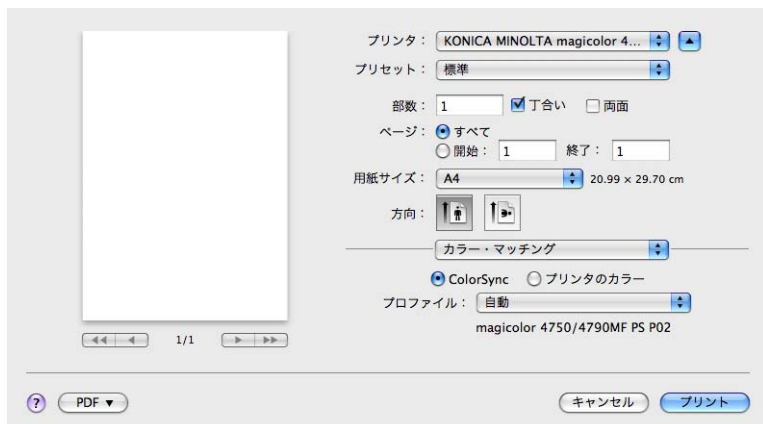 プリンタ： KONICA MINOLTA magicolor 4...
プリセット： 標準
部数： 1 丁合い 両面
ページ： すべて
開始： 1 終了： 1
用紙サイズ： A4 20.99 × 29.70 cm
方向：
カラー・マッチング
ColorSync プリンタのカラー
プロファイル： 自動
magicolor 4750/4790MF PS P02
1/1
? PDF ▼ キャンセル プリント